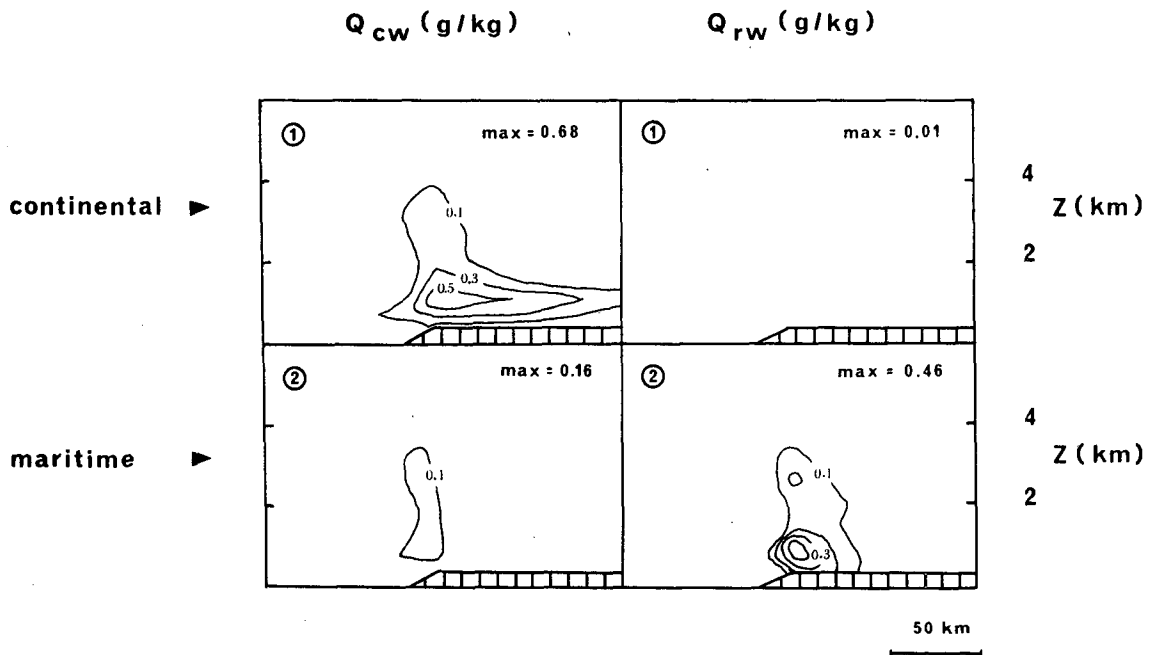 Q cw (g/kg) Q rw (g/kg)
① max = 0.68 ① max = 0.01
4
continental ► Z (km)
0.1
2
0.3
0.5
② max = 0.16 ② max = 0.46
4
maritime ► Z (km)
0.1 0.1
2
0.3
50 km